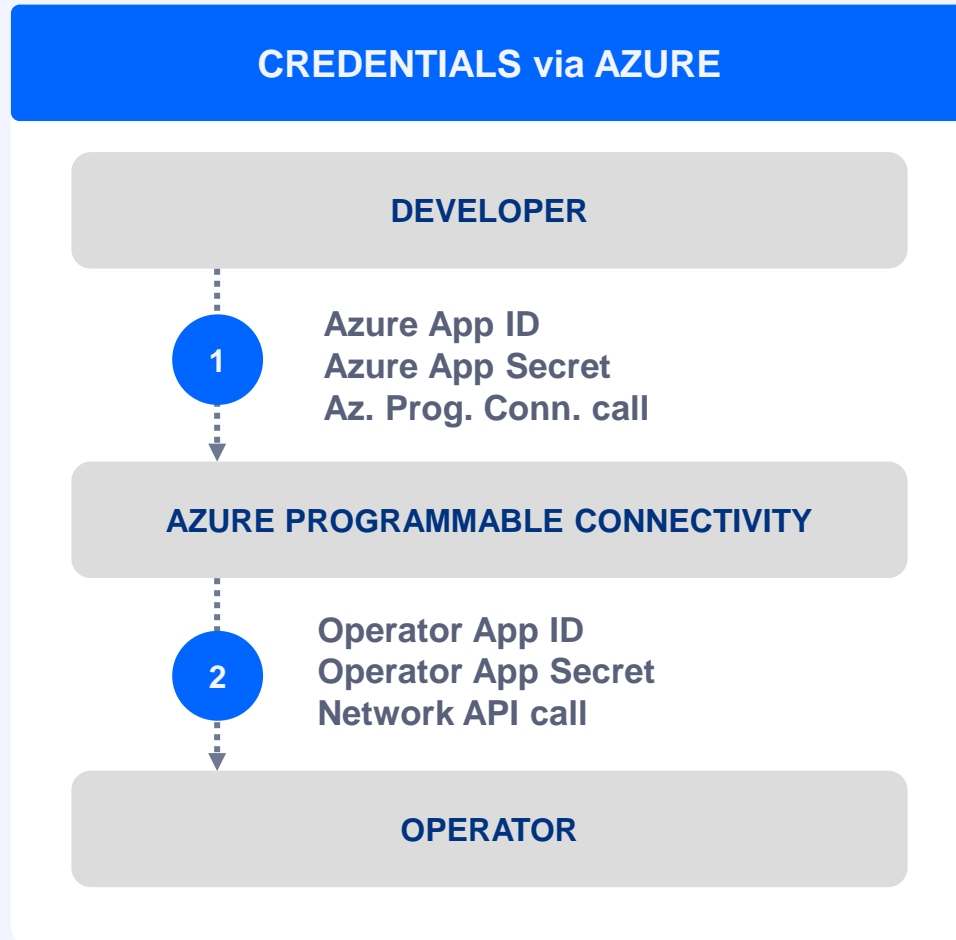 CREDENTIALS via AZURE
DEVELOPER
1
Azure App ID
Azure App Secret
Az. Prog. Conn. call
AZURE PROGRAMMABLE CONNECTIVITY
2
Operator App ID
Operator App Secret
Network API call
OPERATOR